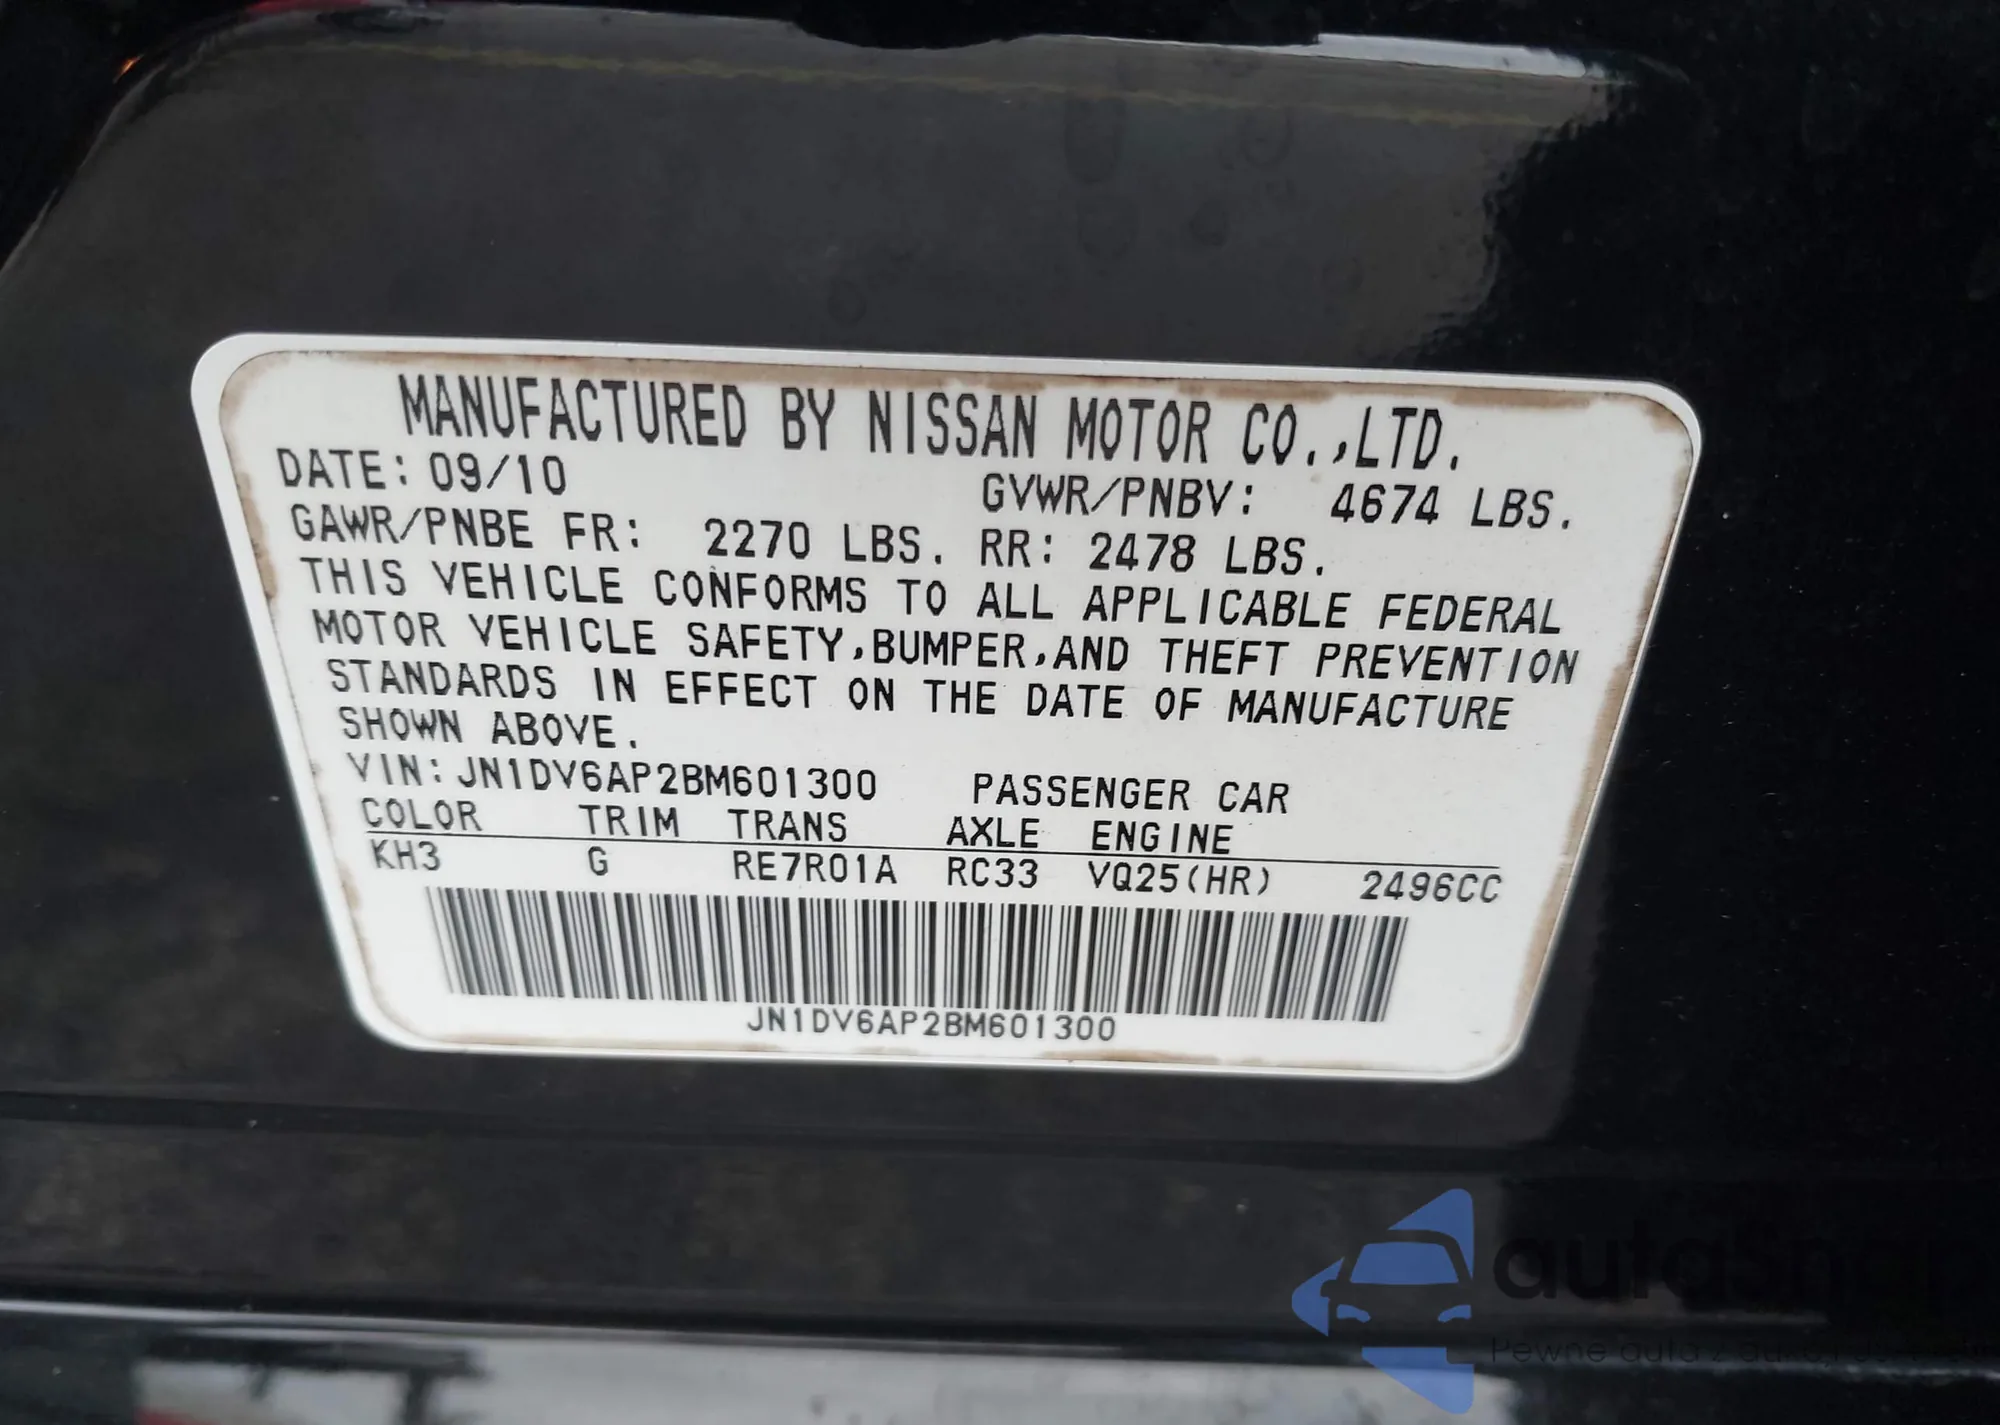 MANUFACTURED BY NISSAN MOTOR CO.,LTD.
DATE: 09/10 GVWR/PNBV: 4674 LBS.
GAWR/PNBE FR: 2270 LBS. RR: 2478 LBS.
THIS VEHICLE CONFORMS TO ALL APPLICABLE FEDERAL
MOTOR VEHICLE SAFETY,BUMPER,AND THEFT PREVENTION
STANDARDS IN EFFECT ON THE DATE OF MANUFACTURE
SHOWN ABOVE.
VIN:JN1DV6AP2BM601300 PASSENGER CAR
COLOR TRIM TRANS AXLE ENGINE
KH3 G RE7R01A RC33 VQ25(HR) 2496CC
JN1DV6AP2BM601300
autashop
Pewne auta z